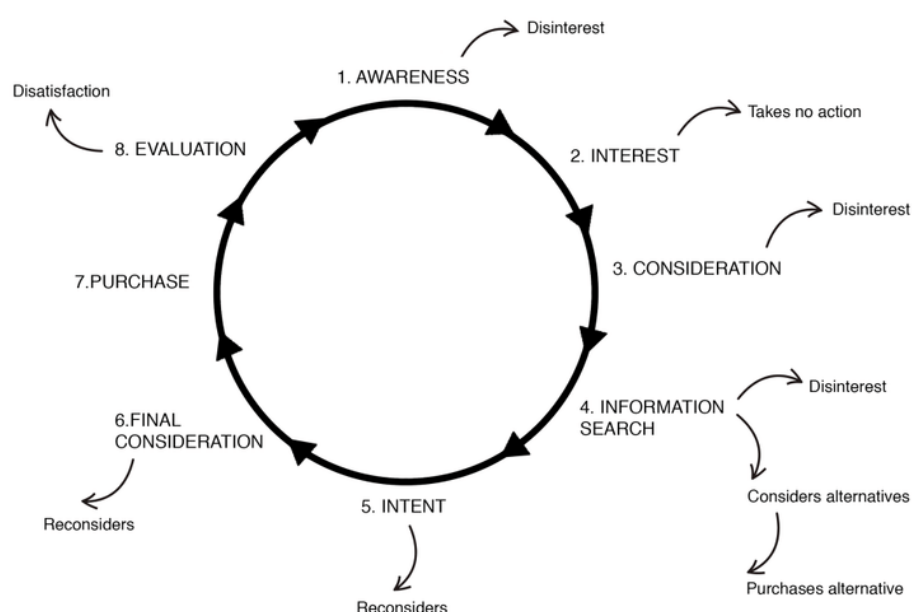 Disinterest
1. AWARENESS
Disatisfaction
Takes no action
8. EVALUATION
2. INTEREST
Disinterest
3. CONSIDERATION
7.PURCHASE
Disinterest
4. INFORMATION
SEARCH
6.FINAL
CONSIDERATION
Considers alternatives
5. INTENT
Reconsiders
Purchases alternative
Reconsiders